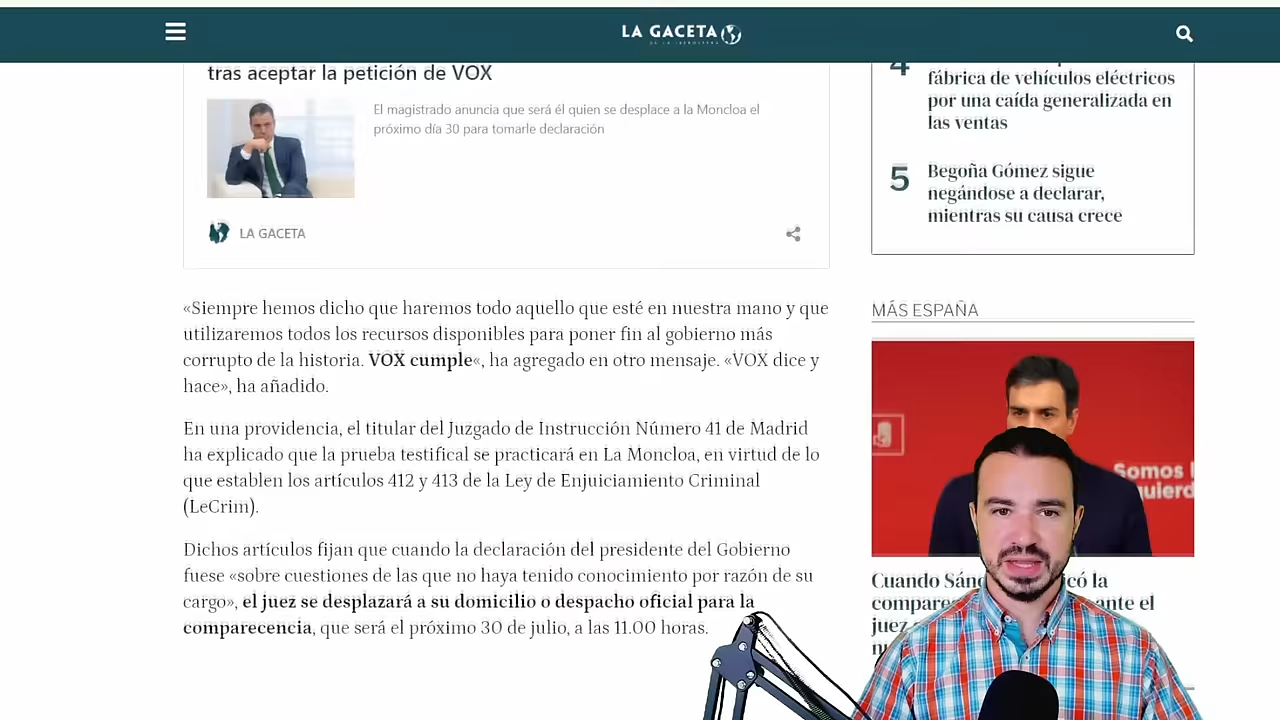 LA GACETA
tras aceptar la petición de VOX
El magistrado anuncia que será él quien se desplace a la Moncloa el
próximo día 30 para tomarle declaración
LA GACETA
«Siempre hemos dicho que haremos todo aquello que esté en nuestra mano y que
utilizaremos todos los recursos disponibles para poner fin al gobierno más
corrupto de la historia. VOX cumple«, ha agregado en otro mensaje. «VOX dice y
hace», ha añadido.
En una providencia, el titular del Juzgado de Instrucción Número 41 de Madrid
ha explicado que la prueba testifical se practicará en La Moncloa, en virtud de lo
que establen los artículos 412 y 413 de la Ley de Enjuiciamiento Criminal
(LeCrim).
Dichos artículos fijan que cuando la declaración del presidente del Gobierno
fuese «sobre cuestiones de las que no haya tenido conocimiento por razón de su
cargo», el juez se desplazará a su domicilio o despacho oficial para la
comparecencia, que será el próximo 30 de julio, a las 11.00 horas.
4
fábrica de vehículos eléctricos
por una caída generalizada en
las ventas
5
Begoña Gómez sigue
negándose a declarar,
mientras su causa crece
MÁS ESPAÑA
Somos
Cuando
la
ante el